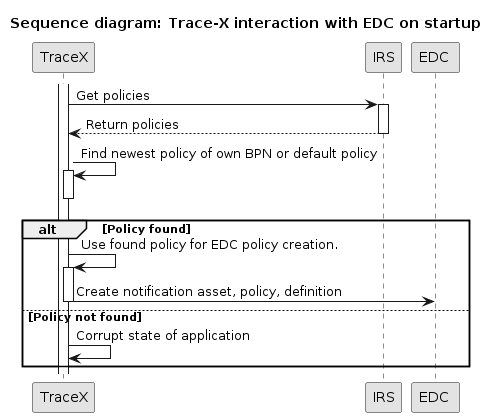 Sequence diagram: Trace-X interaction with EDC on startup
TraceX
IRS
EDC
Get policies
Return policies
Find newest policy of own BPN or default policy
alt
[Policy found]
Use found policy for EDC policy creation.
Create notification asset, policy, definition
[Policy not found]
Corrupt state of application
TraceX
IRS
EDC